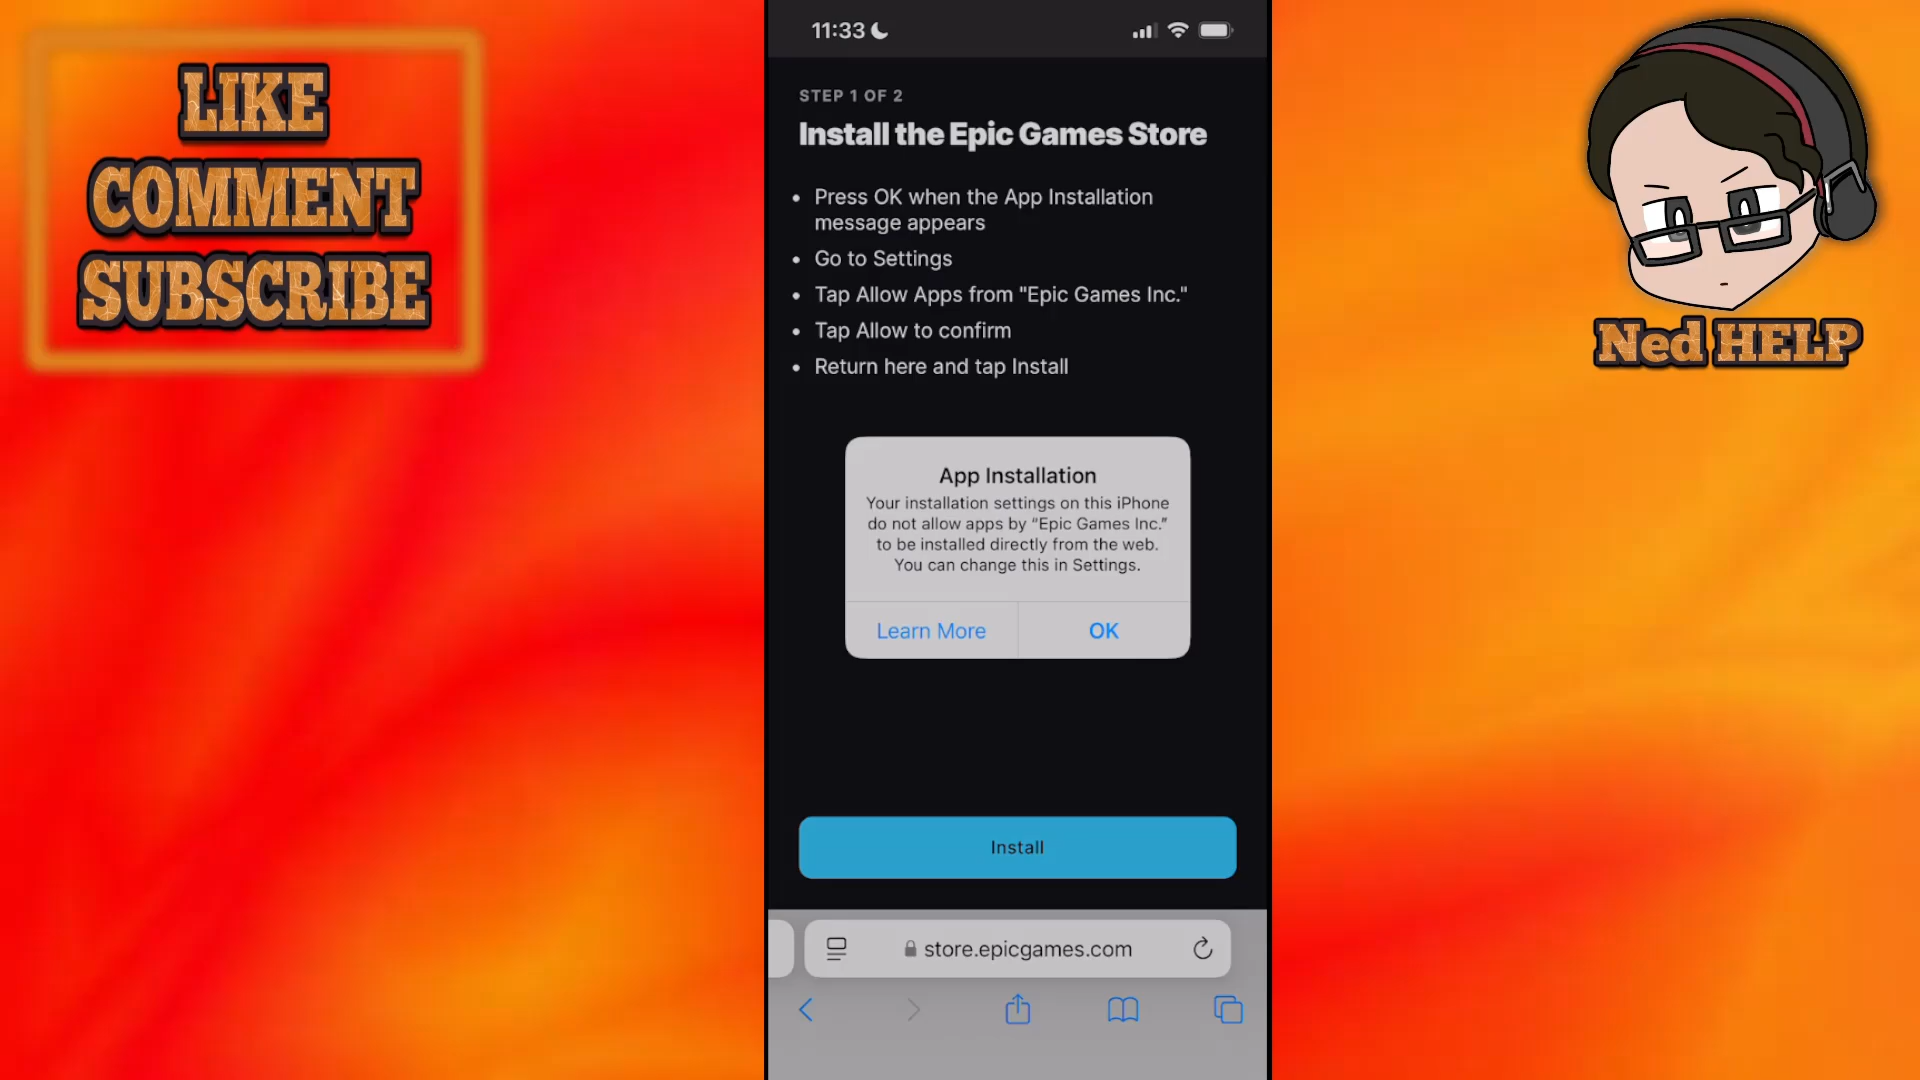 LIKE
COMMENT
SUBSCRIBE
11:33
STEP 1 OF 2
Install the Epic Games Store
• Press OK when the App Installation
message appears
• Go to Settings
• Tap Allow Apps from "Epic Games Inc."
• Tap Allow to confirm
• Return here and tap Install
App Installation
Your installation settings on this iPhone
do not allow apps by “Epic Games Inc.”
to be installed directly from the web.
You can change this in Settings.
Learn More
OK
Install
store.epicgames.com
Ned HELP